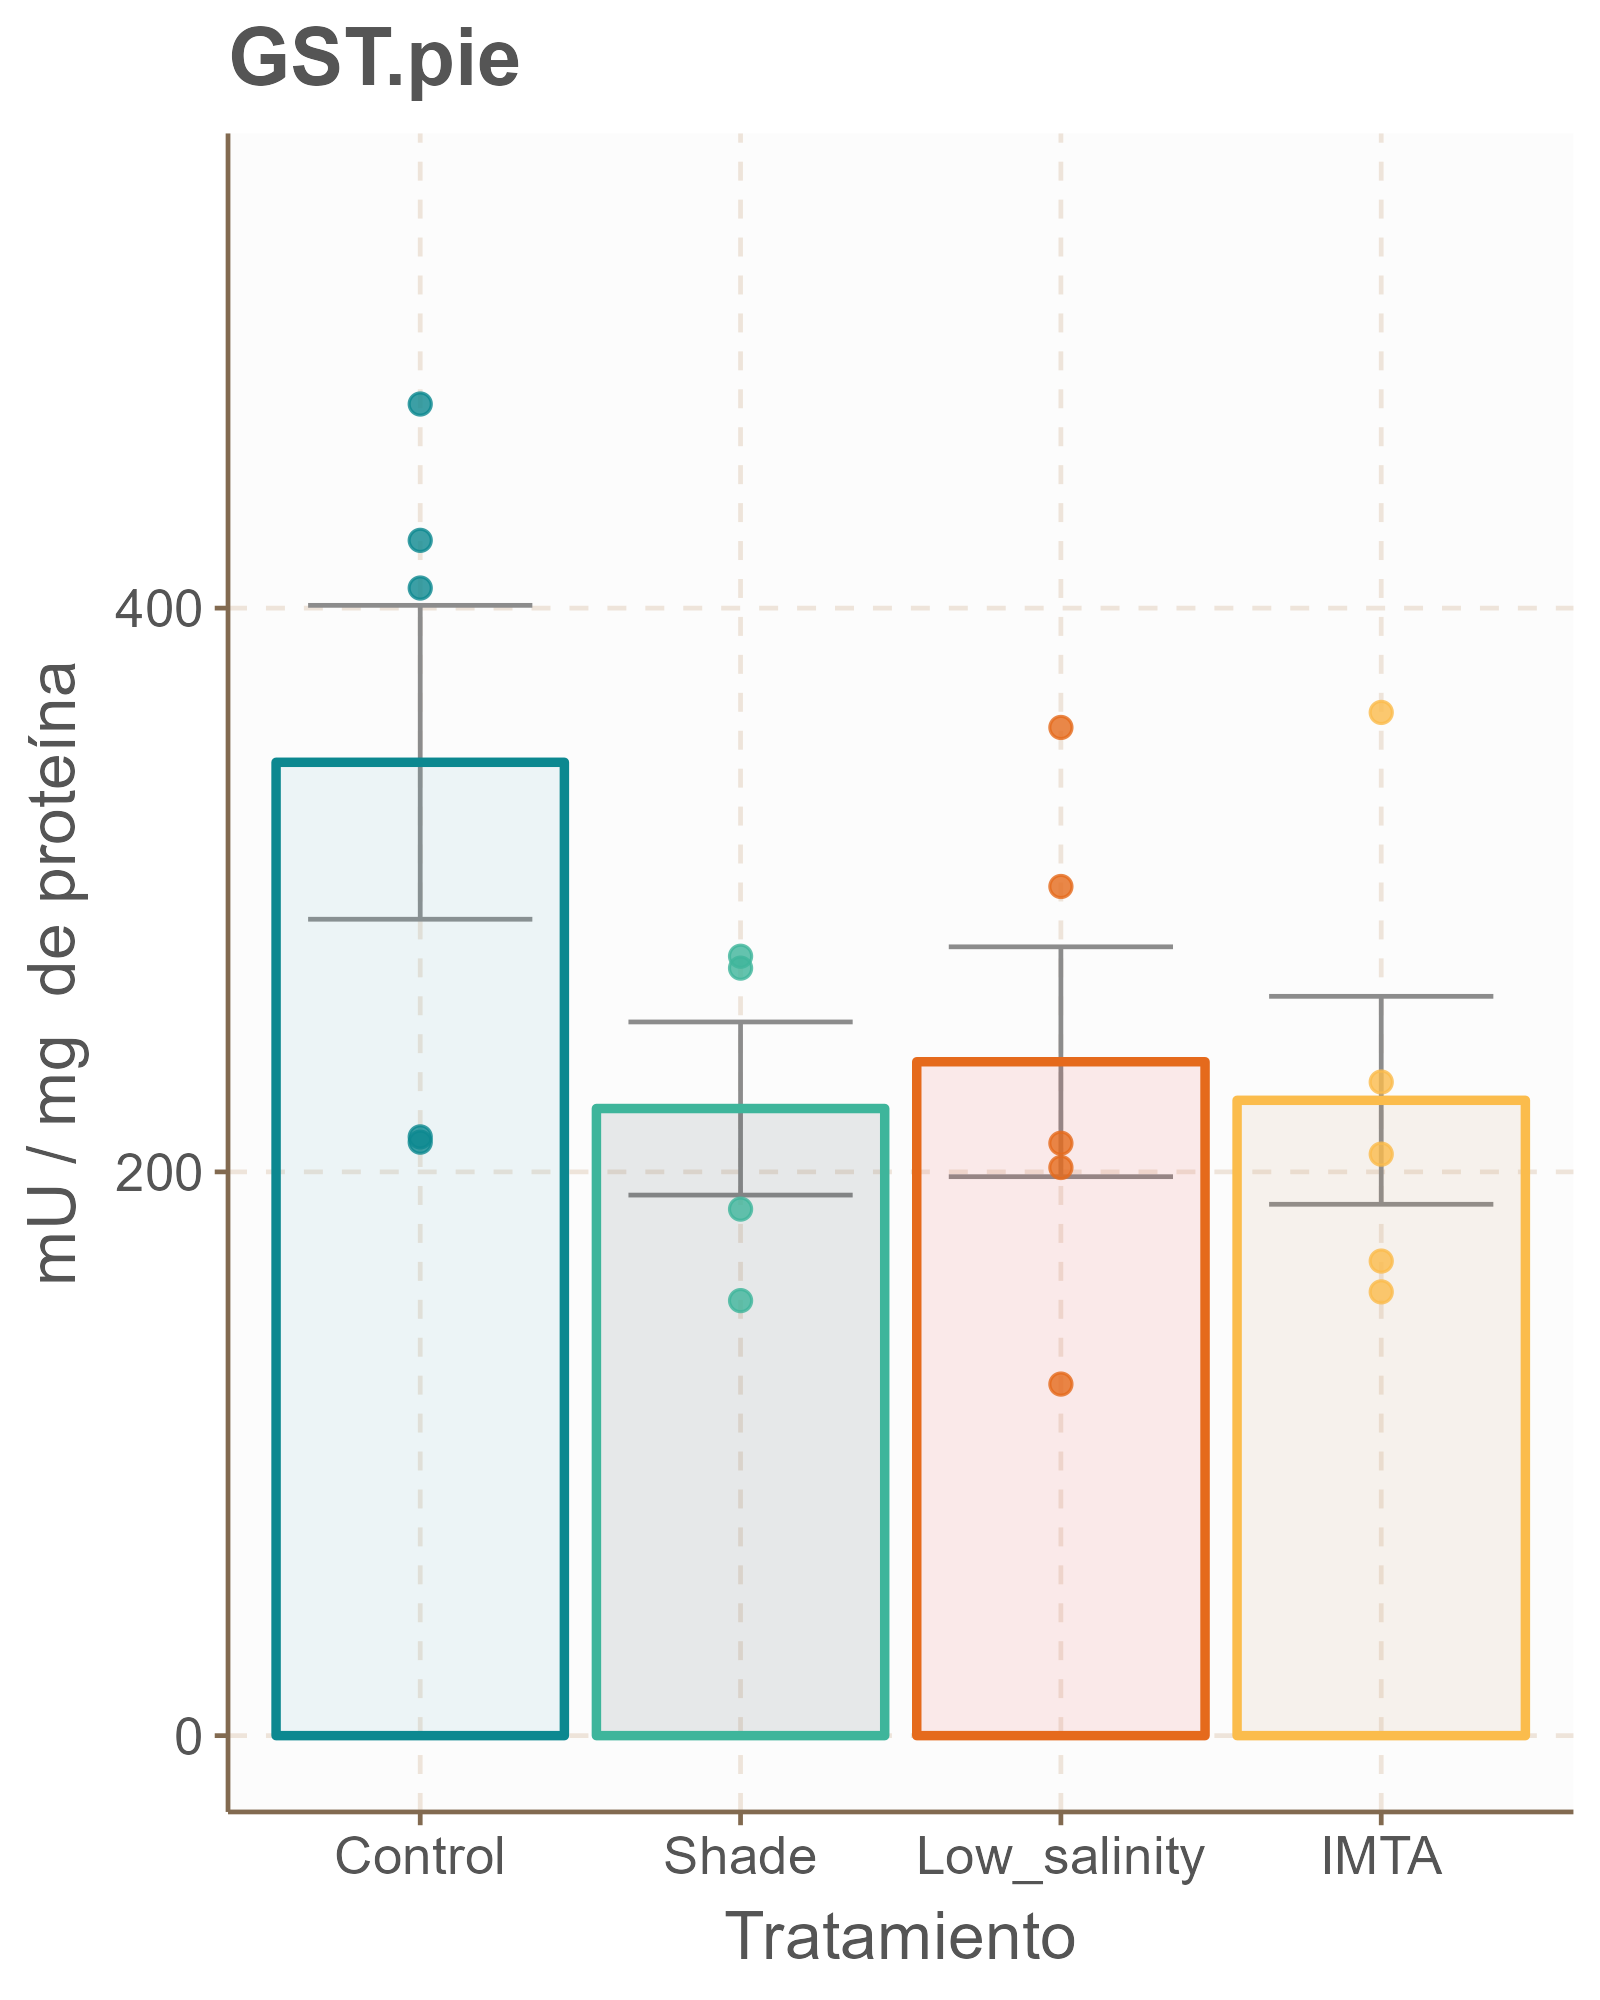 GST.pie
mU / mg  de proteína
400
200
0
Control
Shade
Low_salinity
IMTA
Tratamiento